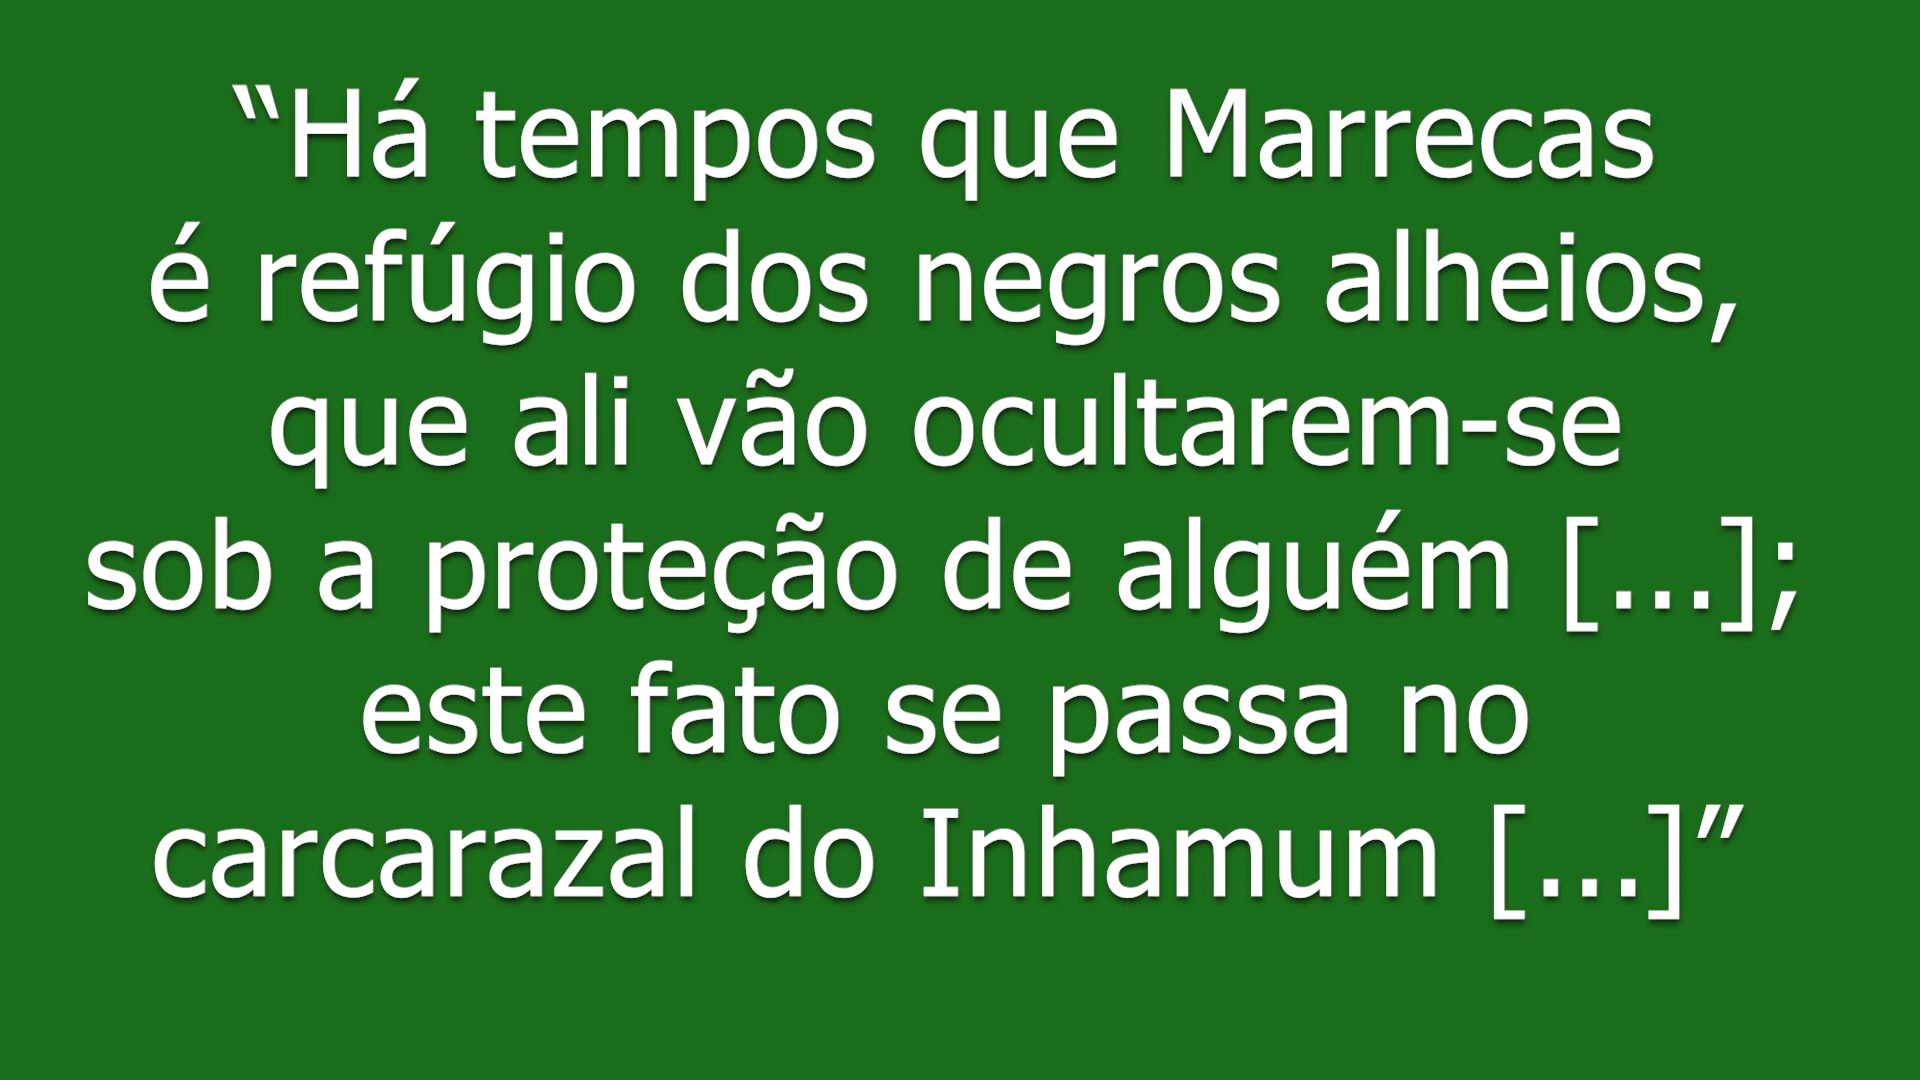 “Há tempos que Marrecas
é refúgio dos negros alheios,
que ali vão ocultarem-se
sob a proteção de alguém [...];
este fato se passa no
carcarazal do Inhamum [...]”